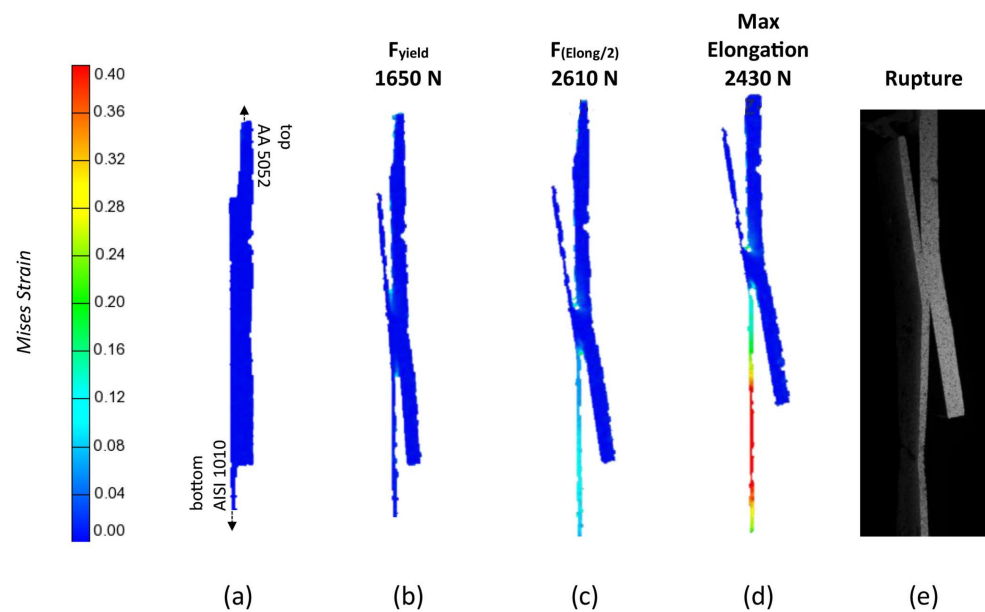 F yield
1650 N
F(Elong/2)
2610 N
Max
Elongation
2430 N
Rupture
0.40
0.36
0.32
0.28
0.24
0.20
0.16
0.12
0.08
0.04
0.00
Mises Strain
top
AA 5052
bottom
AISI 1010
(a)
(b)
(c)
(d)
(e)